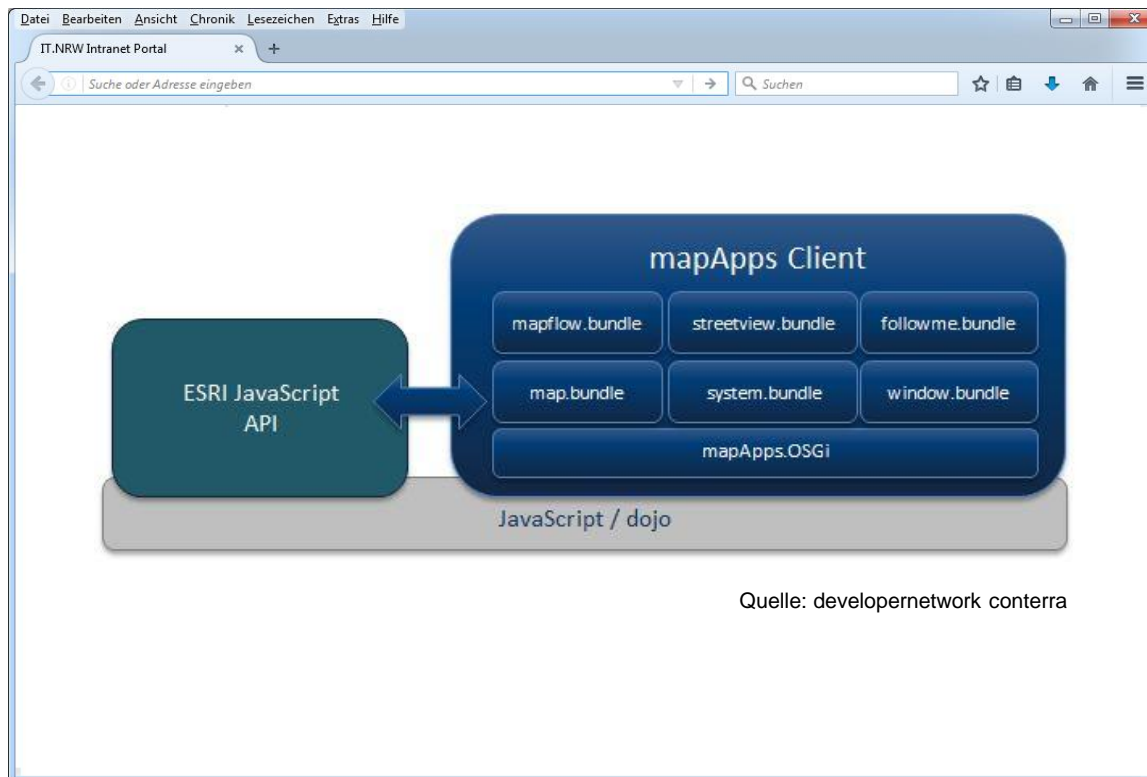 Datei Bearbeiten Ansicht Chronik Lesezeichen Extras Hilfe
IT.NRW Intranet Portal
Suche oder Adresse eingeben
Suchen
mapApps Client
mapflow.bundle streetview.bundle followme.bundle
ESRI JavaScript
API
map.bundle system.bundle window.bundle
mapApps.OSGi
JavaScript / dojo
Quelle: developernetwork conterra